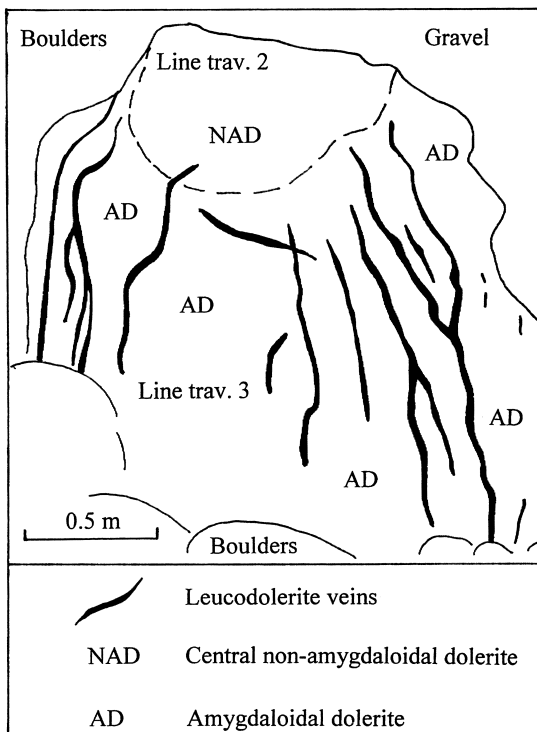 Boulders
Gravel
Line trav. 2
NAD
AD
AD
AD
Line trav. 3
AD
AD
0.5 m
Boulders
Leucodolerite veins
NAD Central non-amygdaloidal dolerite
AD Amygdaloidal dolerite